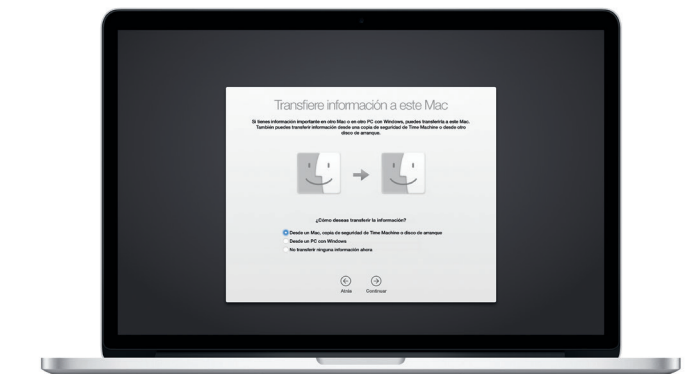 Transfiere información a este Mac
Si tienes información importante en otro Mac o en otro PC con Windows, puedes transferirla a este Mac.
También puedes transferir información desde una copia de seguridad de Time Machine o desde otro
disco de arranque.
¿Cómo deseas transferir la información?
Desde un Mac, copia de seguridad de Time Machine o disco de arranque
Desde un PC con Windows
No transferir ninguna información ahora
Atrás Continuar